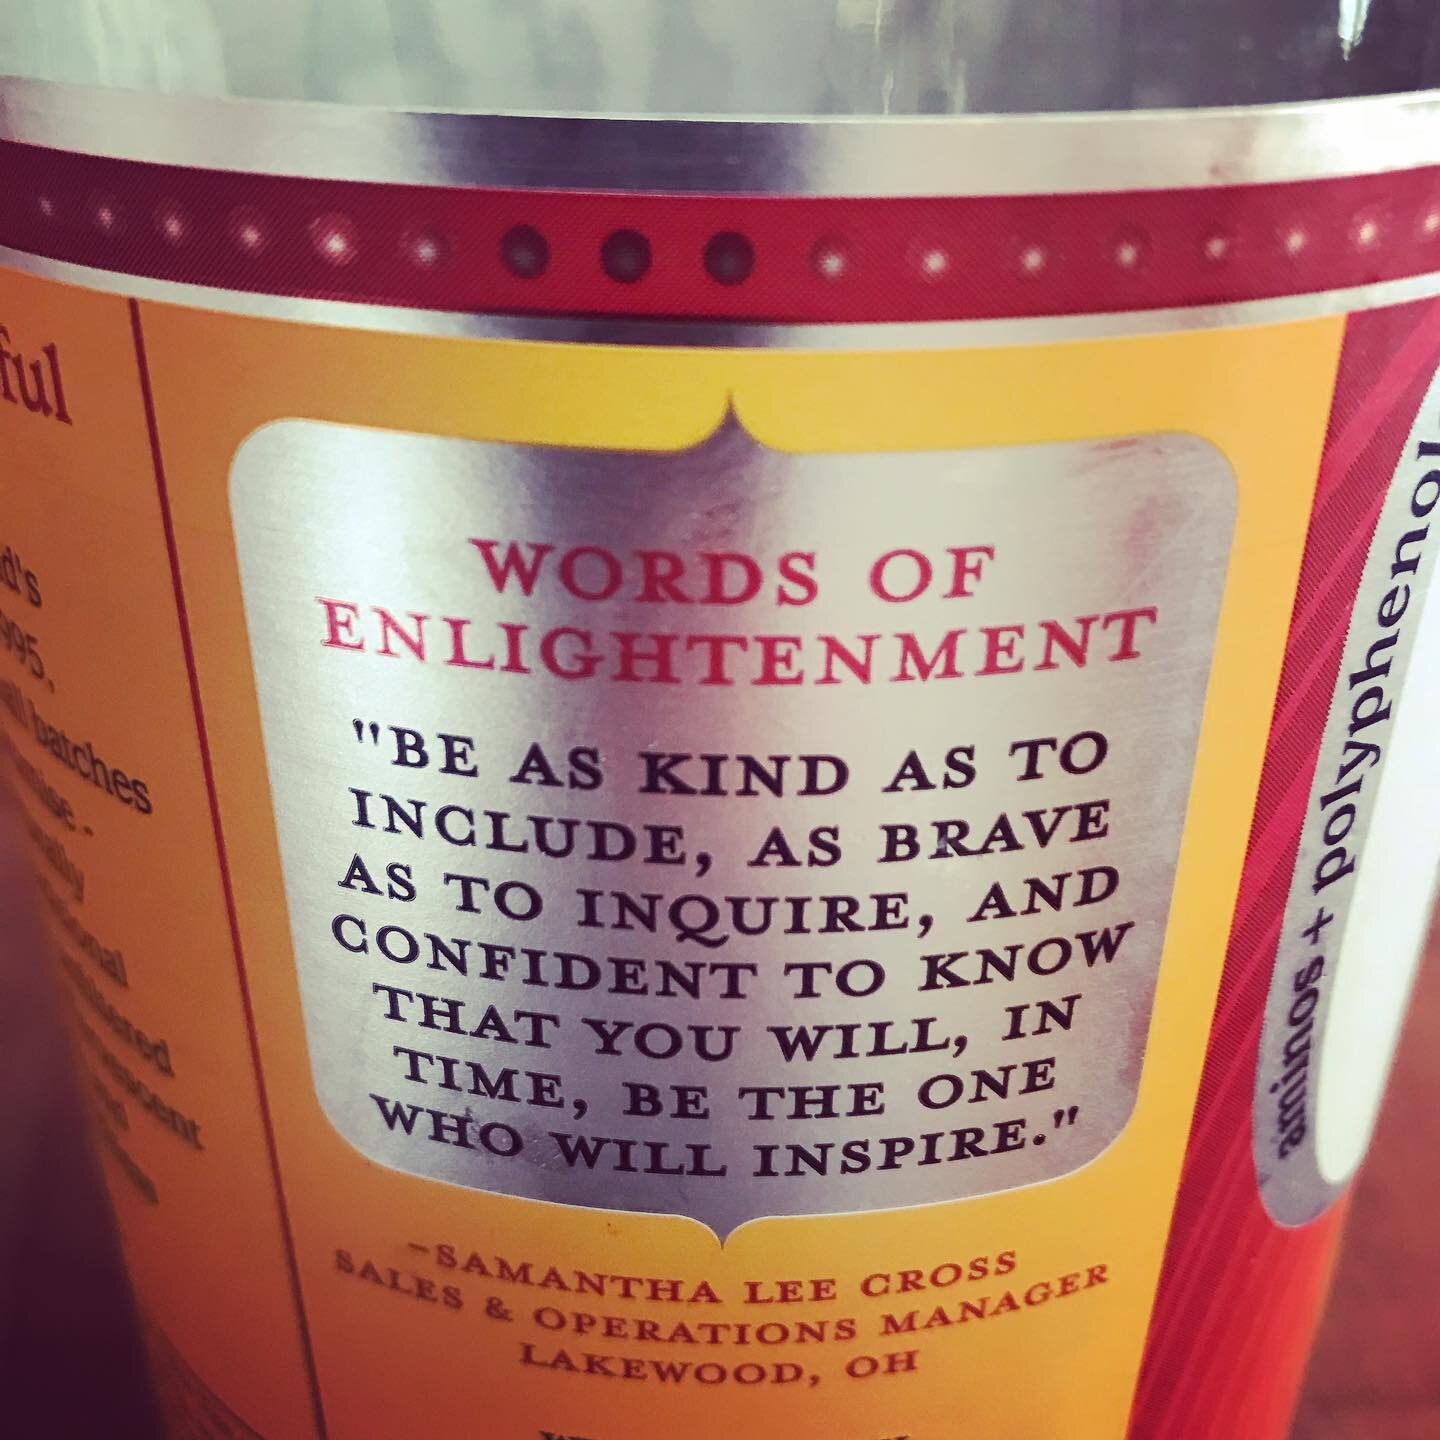 ful
WORDS OF
ENLIGHTENMENT
"BE AS KIND AS TO
INCLUDE, AS BRAVE
AS TO INQUIRE, AND
CONFIDENT TO KNOW
THAT YOU WILL, IN
TIME, BE THE ONE
WHO WILL INSPIRE."
-SAMANTHA LEE CROSS
SALES & OPERATIONS MANAGER
LAKEWOOD, OH
995.
batches
aminos + polyphenol